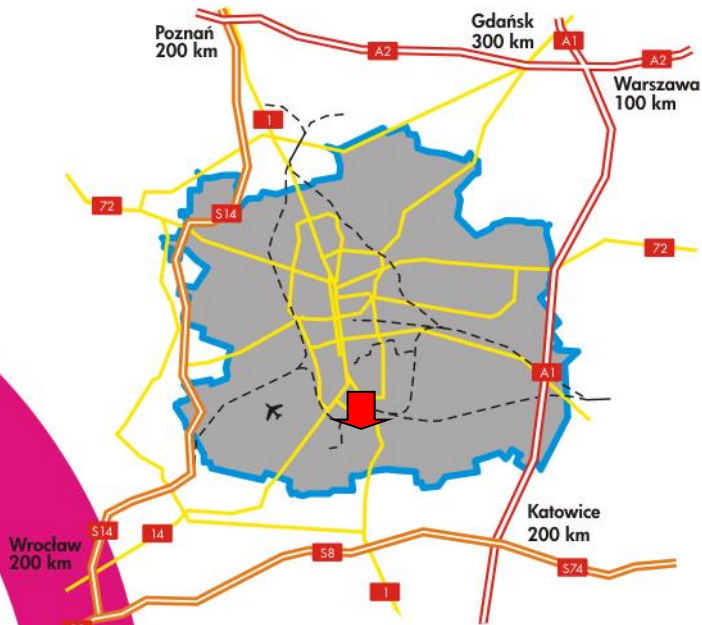 Poznań
200 km
Gdańsk
300 km
A1
A2
A2
Warszawa
100 km
1
72
S14
72
A1
Katowice
200 km
S14
14
Wrocław
200 km
S8
S74
1